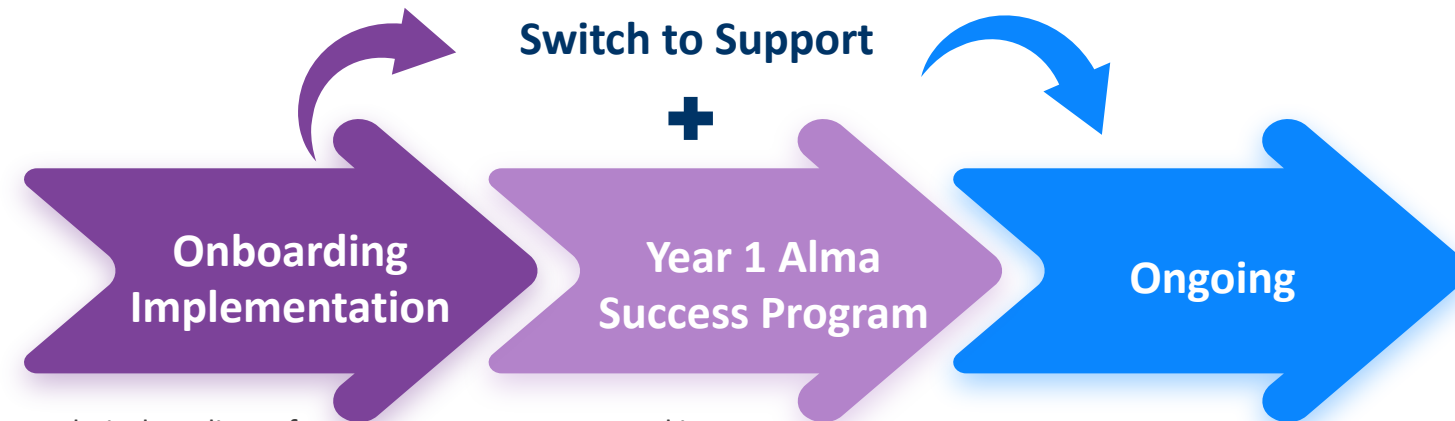 Switch to Support
+
Onboarding
Implementation
Year 1 Alma
Success Program
Ongoing